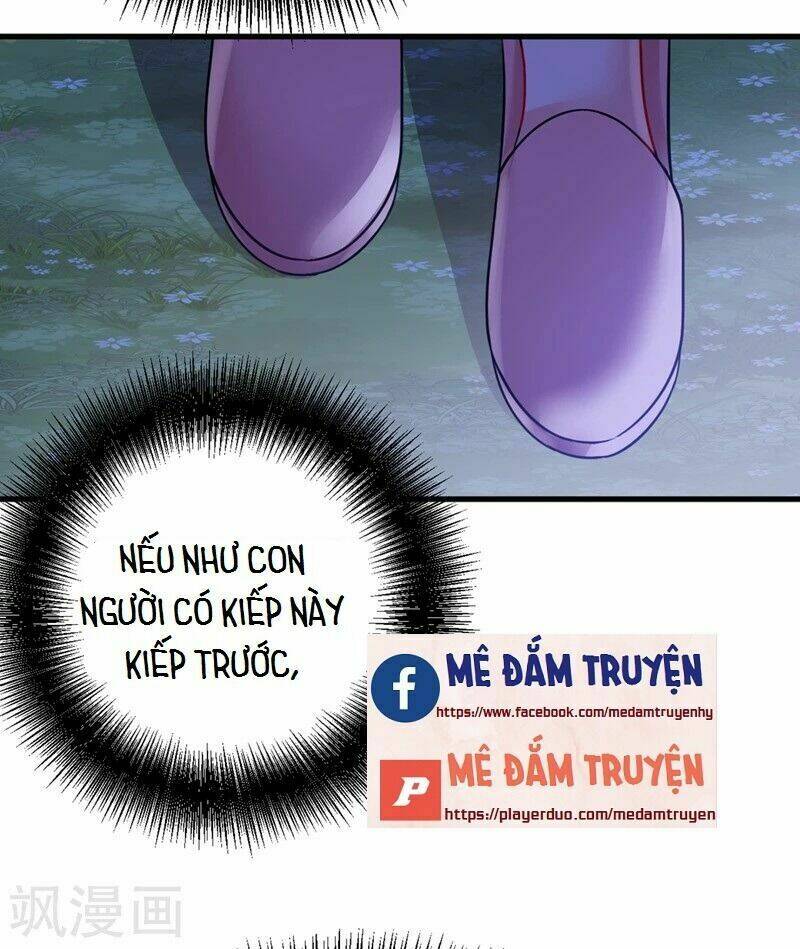 NẾU NHƯ CON
NGƯỜI CÓ KIẾP NÀY
KIẾP TRƯỚC,
MÊ ĐẮM TRUYỆN
https://www.facebook.com/medamtruyenhy
MÊ ĐẮM TRUYỆN
https://playerduo.com/medamtruyen
飒漫画